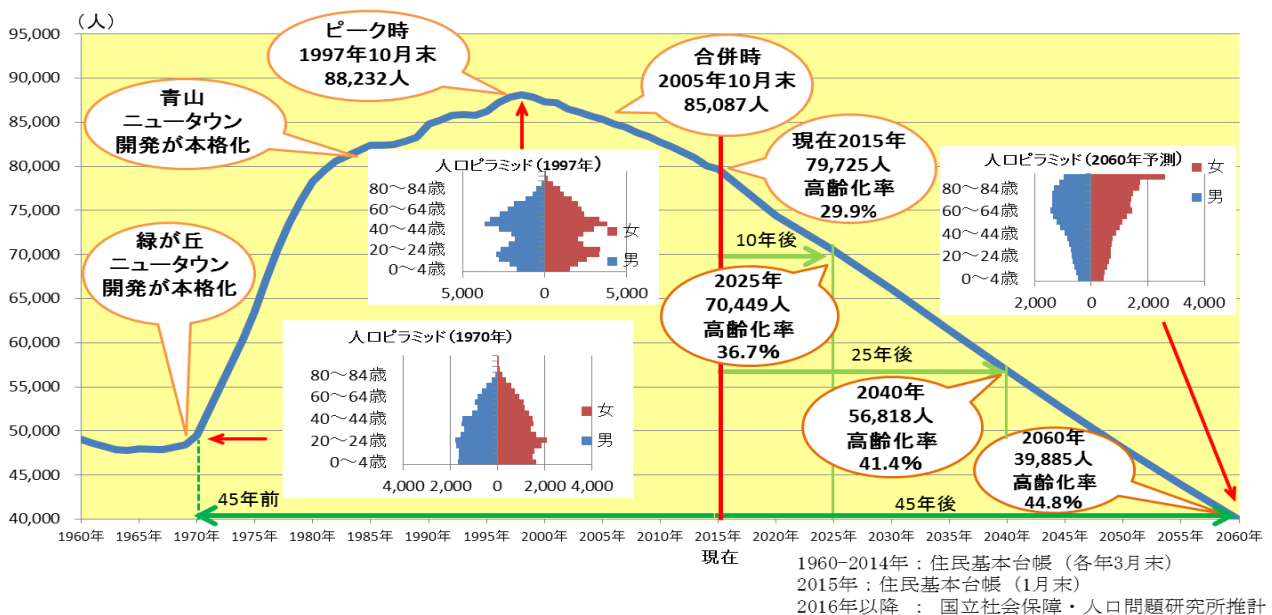 （人）
95,000
90,000
85,000
80,000
75,000
70,000
65,000
60,000
55,000
50,000
45,000
40,000
ピーク時
1997年10月末
88,232人
合併時
2005年10月末
85,087人
青山
ニュータウン
開発が本格化
現在2015年
79,725人
高齢化率
29.9%
緑が丘
ニュータウン
開発が本格化
人口ピラミッド（1997年）
80～84歳
60～64歳
40～44歳
20～24歳
0～4歳
女
男
5,000 0 5,000
人口ピラミッド（2060年予測）
80～84歳
60～64歳
40～44歳
20～24歳
0～4歳
女
男
2,000 0 2,000 4,000
10年後
2025年
70,449人
高齢化率
36.7%
人口ピラミッド（1970年）
80～84歳
60～64歳
40～44歳
20～24歳
0～4歳
女
男
4,000 2,000 0 2,000 4,000
25年後
2040年
56,818人
高齢化率
41.4%
2060年
39,885人
高齢化率
44.8%
45年前
45年後
1960年 1965年 1970年 1975年 1980年 1985年 1990年 1995年 2000年 2005年 2010年 2015年 2020年 2025年 2030年 2035年 2040年 2045年 2050年 2055年 2060年
現在
1960-2014年：住民基本台帳（各年3月末）
2015年：住民基本台帳（1月末）
2016年以降 ： 国立社会保障・人口問題研究所推計